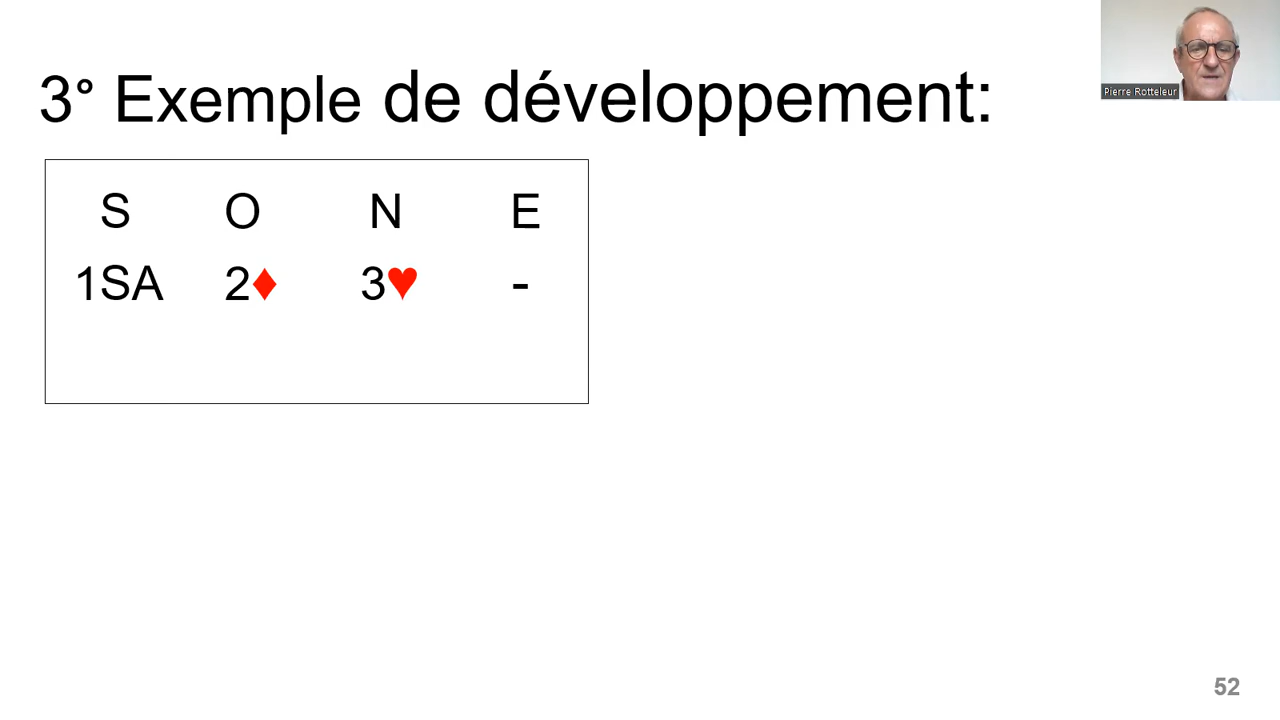 3° Exemple de développement:
Pierre Rotteleur
S O N E
1SA 2♦ 3♥ -
52